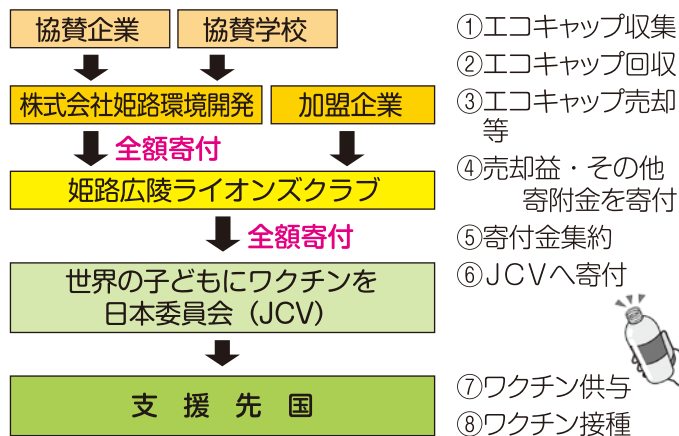 協賛企業
協賛学校
株式会社姫路環境開発
加盟企業
全額寄付
姫路広陵ライオンズクラブ
全額寄付
世界の子どもにワクチンを
日本委員会（JCV）
支援先国
①エコキャップ収集
②エコキャップ回収
③エコキャップ売却
等
④売却益・その他
寄附金を寄付
⑤寄付金集約
⑥ＪＣＶへ寄付
⑦ワクチン供与
⑧ワクチン接種